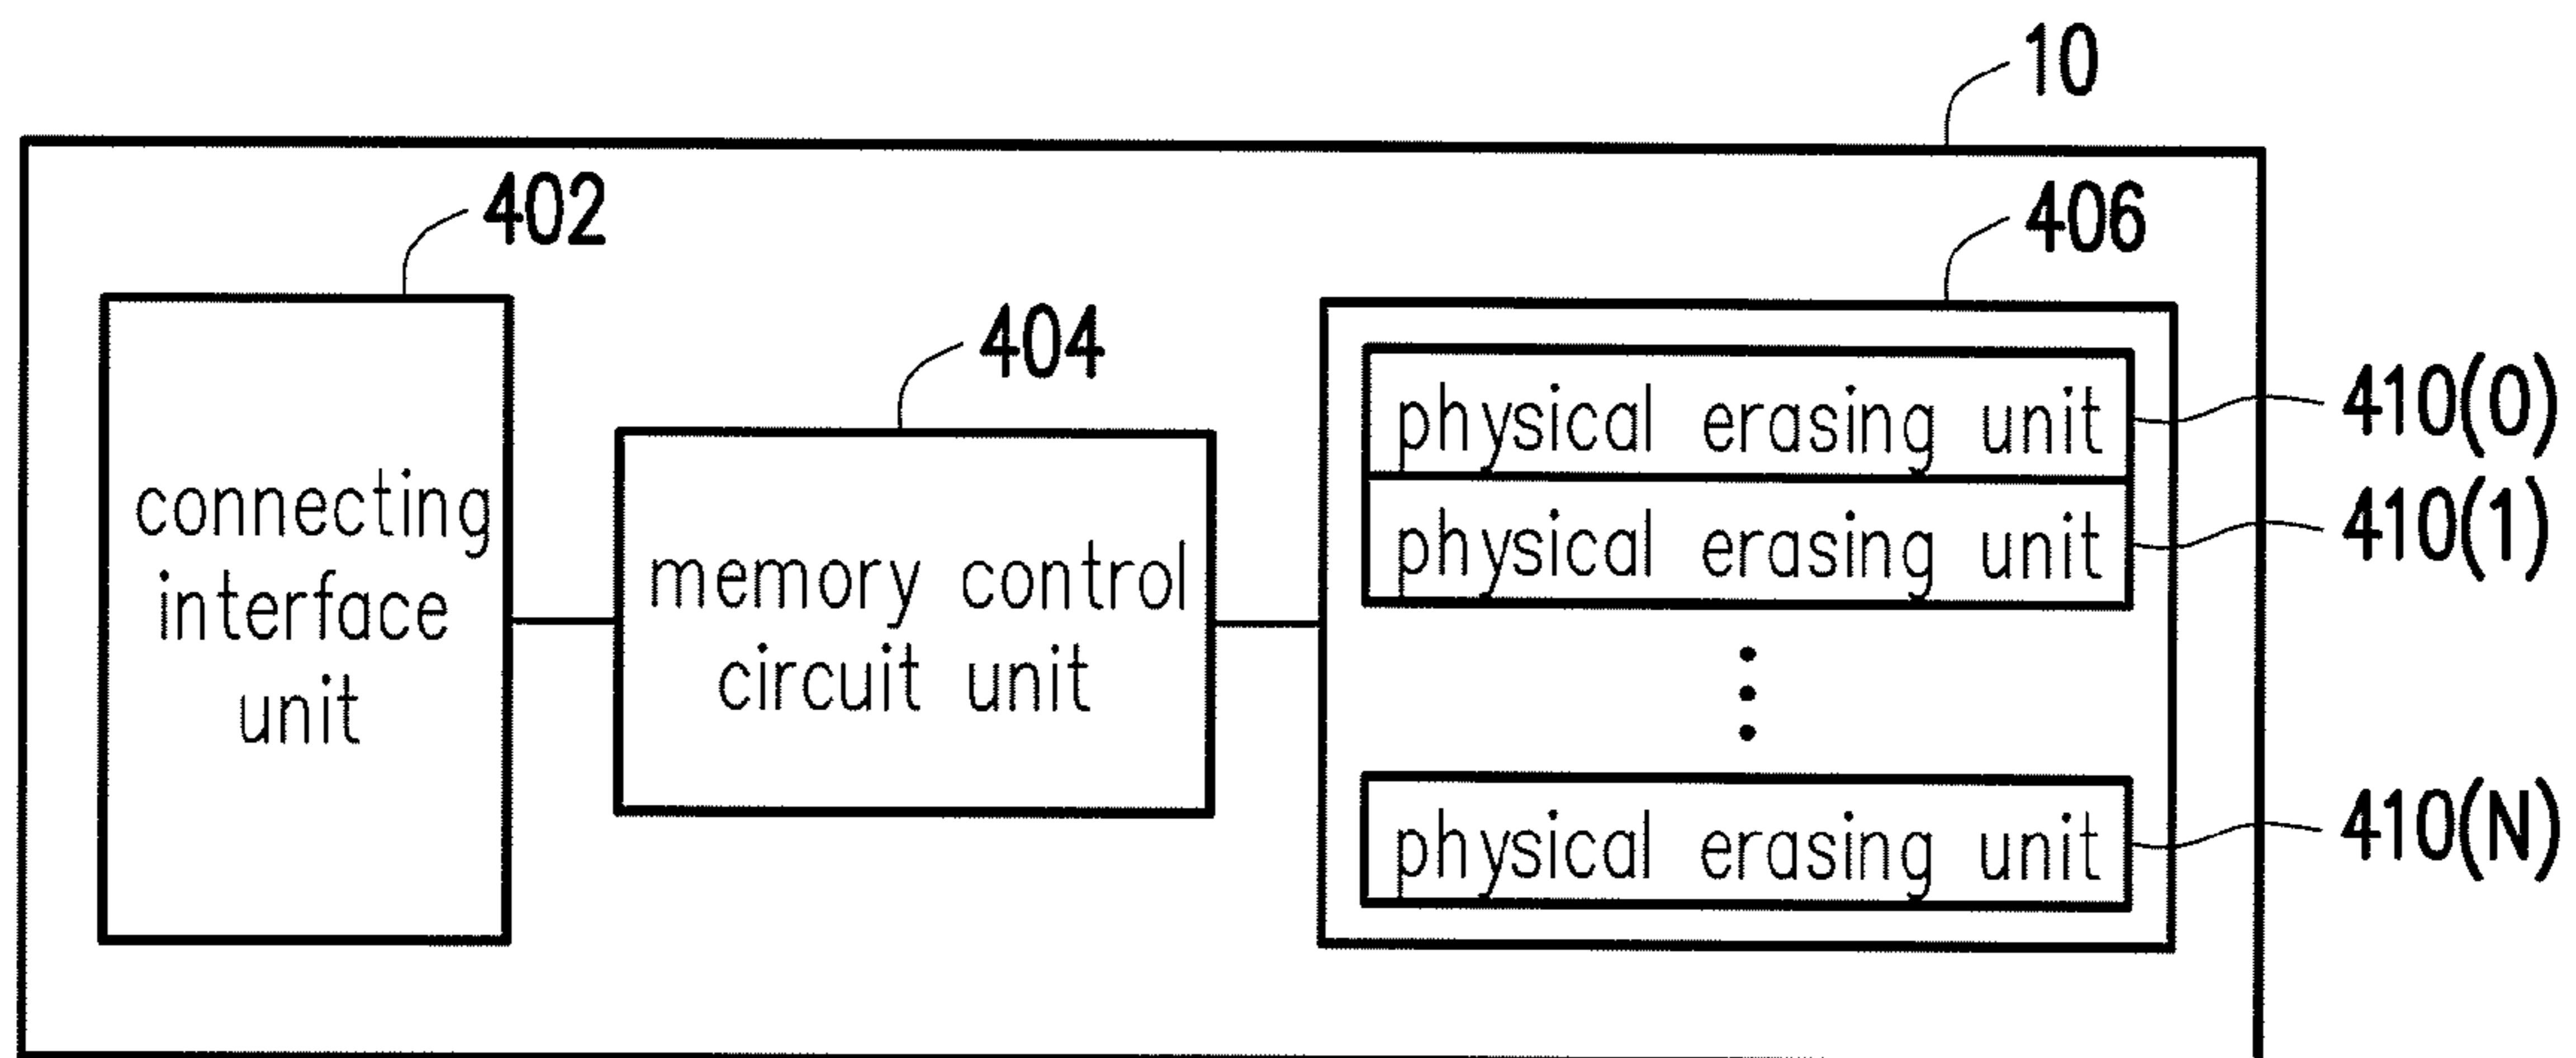 10
402
406
404
410(0)
physical erasing unit
410(1)
physical erasing unit
connecting
interface
unit
memory control
circuit unit
410(N)
physical erasing unit